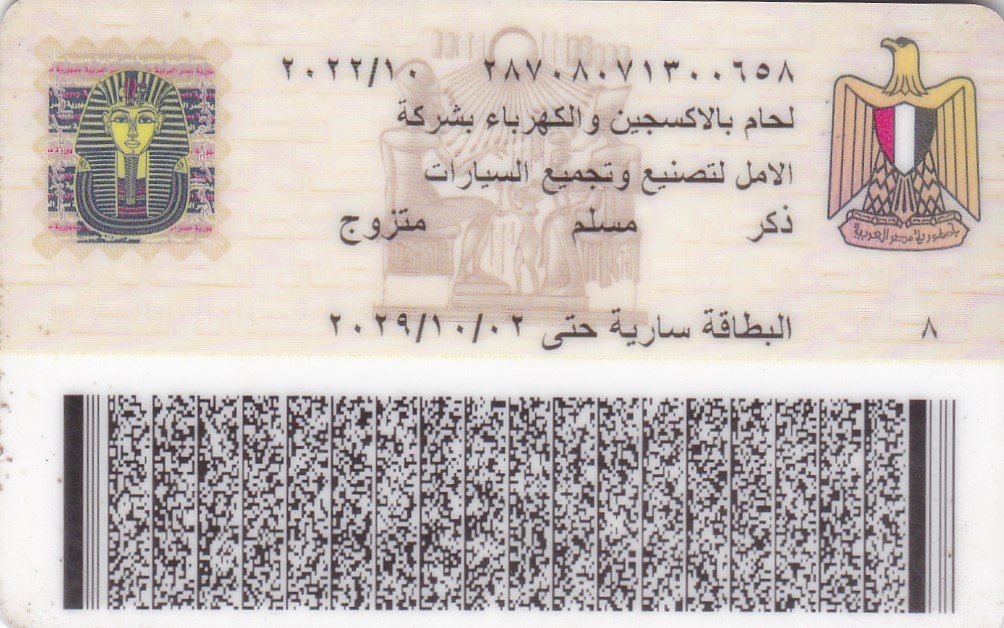 ٢٨٧٠٨٠٧١٣٠٠٦٥٨ ٢٠٢٢/١٠
لحام بالاكسجين والكهرباء بشركة
الامل لتصنيع وتجميع السيارات
ذكر مسلم متزوج
البطاقة سارية حتى ٢٠٢٩/١٠/٠٢
٨
جمهورية مصر العربية